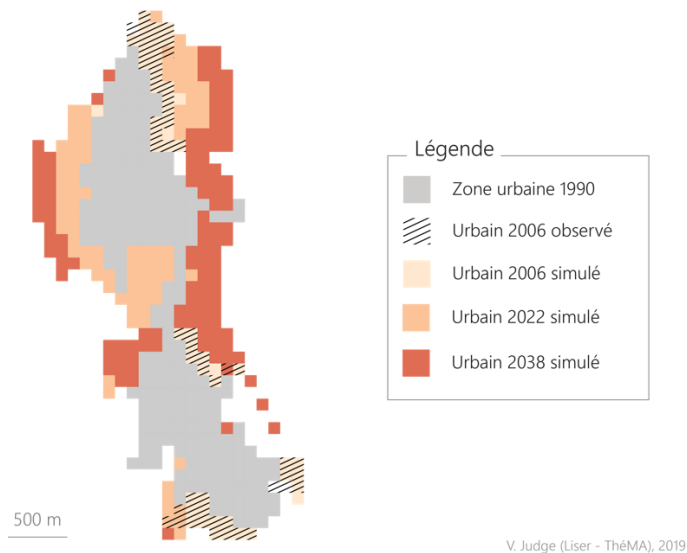 Légende
Zone urbaine 1990
Urbain 2006 observé
Urbain 2006 simulé
Urbain 2022 simulé
Urbain 2038 simulé
500 m
V. Judge (Liser - ThéMA), 2019